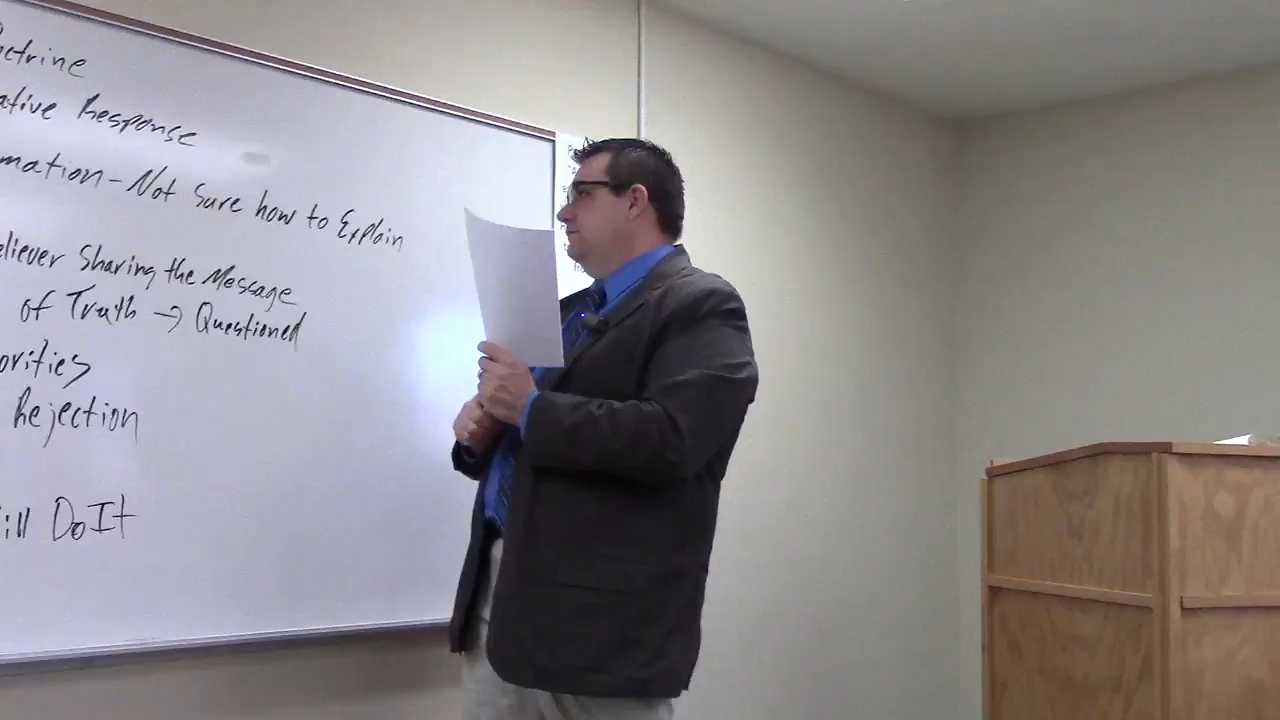 octrine
ative Response
mation - Not Sure how to Explain
eliever Sharing the Message
of Truth → Questioned
orities
Rejection
ill Do It